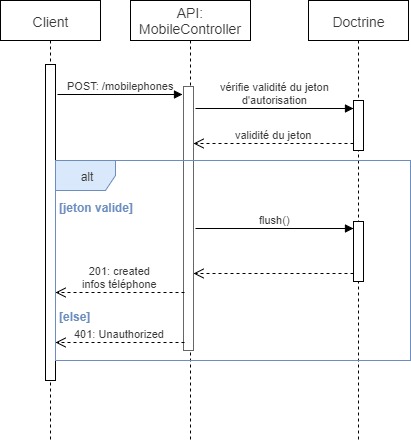 Client
API:
MobileController
Doctrine
POST: /mobilephones
vérifie validité du jeton
d'autorisation
validité du jeton
alt
[jeton valide]
flush()
201: created
infos téléphone
[else]
401: Unauthorized